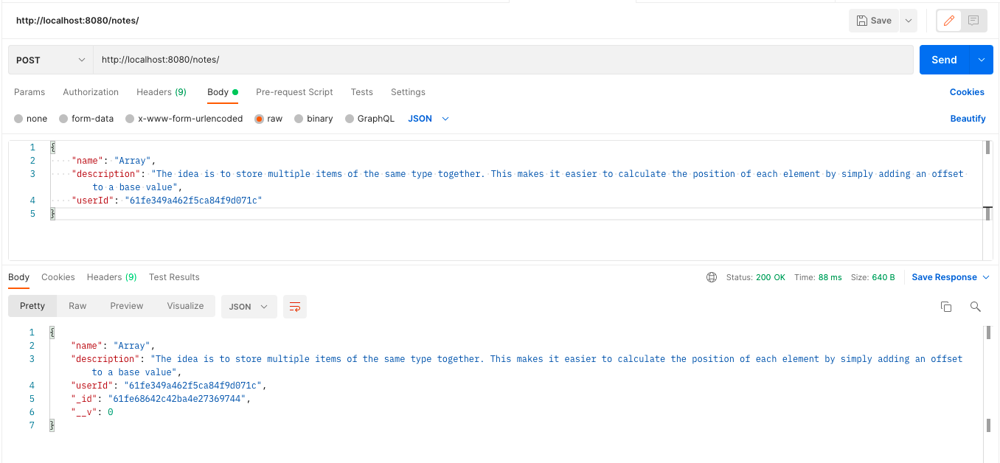 http://localhost:8080/notes/
Save
POST http://localhost:8080/notes/ Send
Params Authorization Headers (9) Body Pre-request Script Tests Settings Cookies
none form-data x-www-form-urlencoded raw binary GraphQL JSON Beautify
1 {
2 "name": "Array",
3 "description": "The idea is to store multiple items of the same type together. This makes it easier to calculate the position of each element by simply adding an offset
to a base value",
4 "userId": "61fe349a462f5ca84f9d071c"
5 }
Body Cookies Headers (9) Test Results Status: 200 OK Time: 88 ms Size: 640 B Save Response
Pretty Raw Preview Visualize JSON
1 {
2 "name": "Array",
3 "description": "The idea is to store multiple items of the same type together. This makes it easier to calculate the position of each element by simply adding an offset
to a base value",
4 "userId": "61fe349a462f5ca84f9d071c",
5 "_id": "61fe68642c42ba4e27369744",
6 "__v": 0
7 }